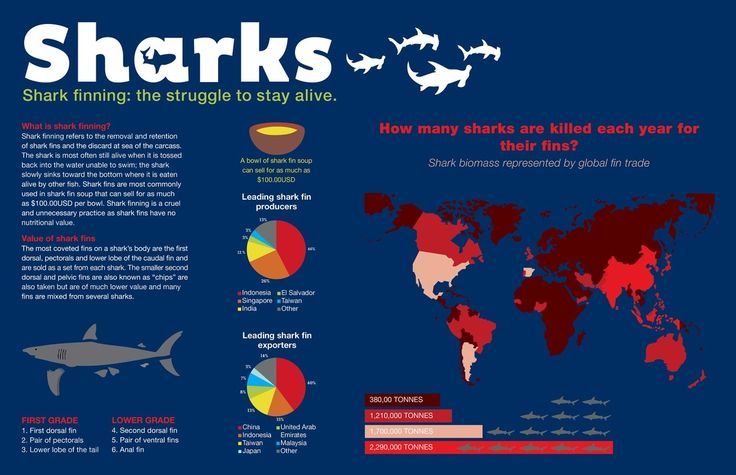 Sharks
Shark finning: the struggle to stay alive.
What is shark finning?
Shark finning refers to the removal and retention
of shark fins and the discard at sea of the carcass.
The shark is most often still alive when it is tossed
back into the water unable to swim; the shark
slowly sinks toward the bottom where it is eaten
alive by other fish. Shark fins are most commonly
used in shark fin soup that can sell for as much
as $100.00USD per bowl. Shark finning is a cruel
and unnecessary practice as shark fins have no
nutritional value.
Value of shark fins
The most coveted fins on a shark's body are the first
dorsal, pectorals and lower lobe of the caudal fin and
are sold as a set from each shark. The smaller second
dorsal and pelvic fins are also known as “chips” are
also taken but are of much lower value and many
fins are mixed from several sharks.
FIRST GRADE
1. First dorsal fin
2. Pair of pectorals
3. Lower lobe of the tail
LOWER GRADE
4. Second dorsal fin
5. Pair of ventral fins
6. Anal fin
A bowl of shark fin soup
can sell for as much as
$100.00USD
Leading shark fin
producers
13%
5%
5%
11%
26%
Indonesia
Singapore
India
El Salvador
Taiwan
Other
Leading shark fin
exporters
14%
5%
7%
8%
13%
13%
40%
China
Indonesia
Taiwan
Japan
United Arab
Emirates
Malaysia
Other
How many sharks are killed each year for
their fins?
Shark biomass represented by global fin trade
380,00 TONNES
1,210,000 TONNES
1,700,000 TONNES
2,290,000 TONNES